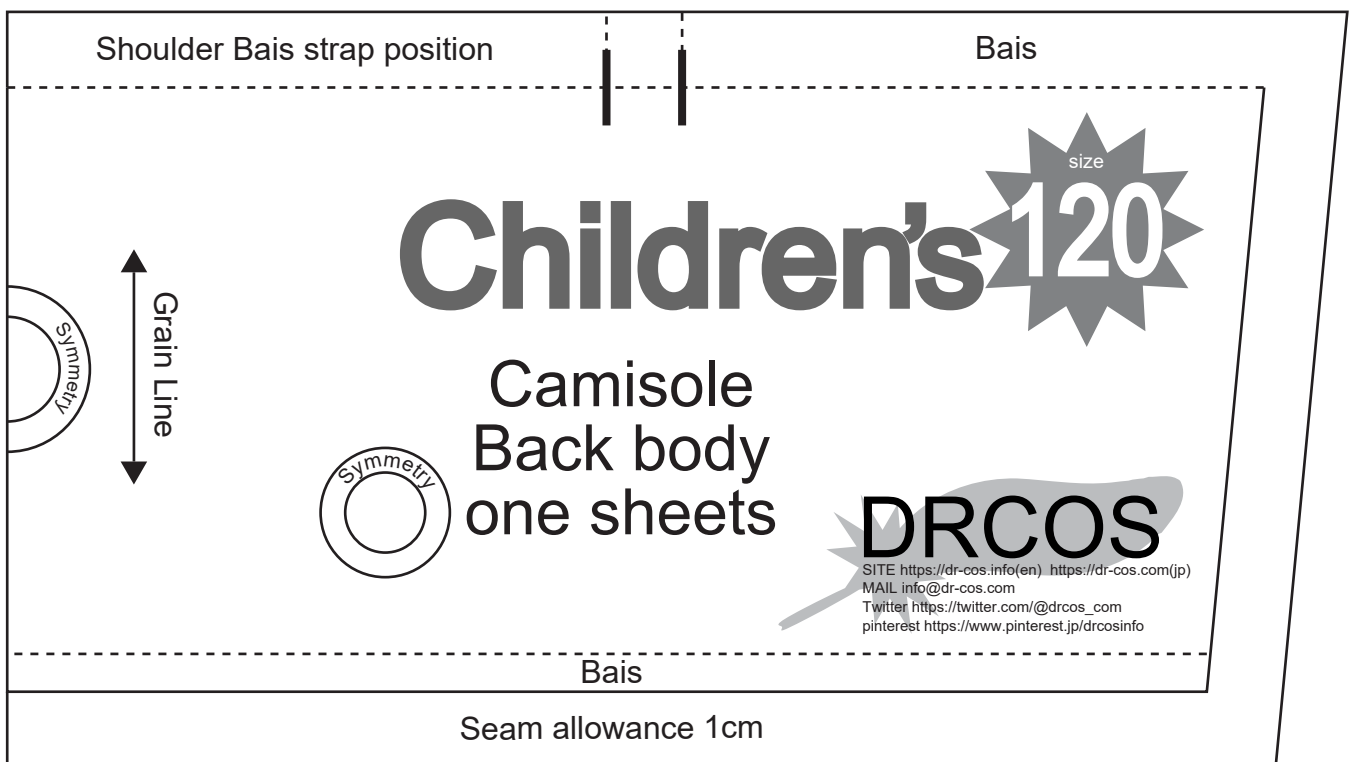 Shoulder Bais strap position
Bais
size
120
Children's
Symmetry
Grain Line
Camisole
Back body
one sheets
Symmetry
DRCOS
SITE https://dr-cos.info(en) https://dr-cos.com(jp)
MAIL info@dr-cos.com
Twitter https://twitter.com/@drcos_com
pinterest https://www.pinterest.jp/drcosinfo
Bais
Seam allowance 1cm